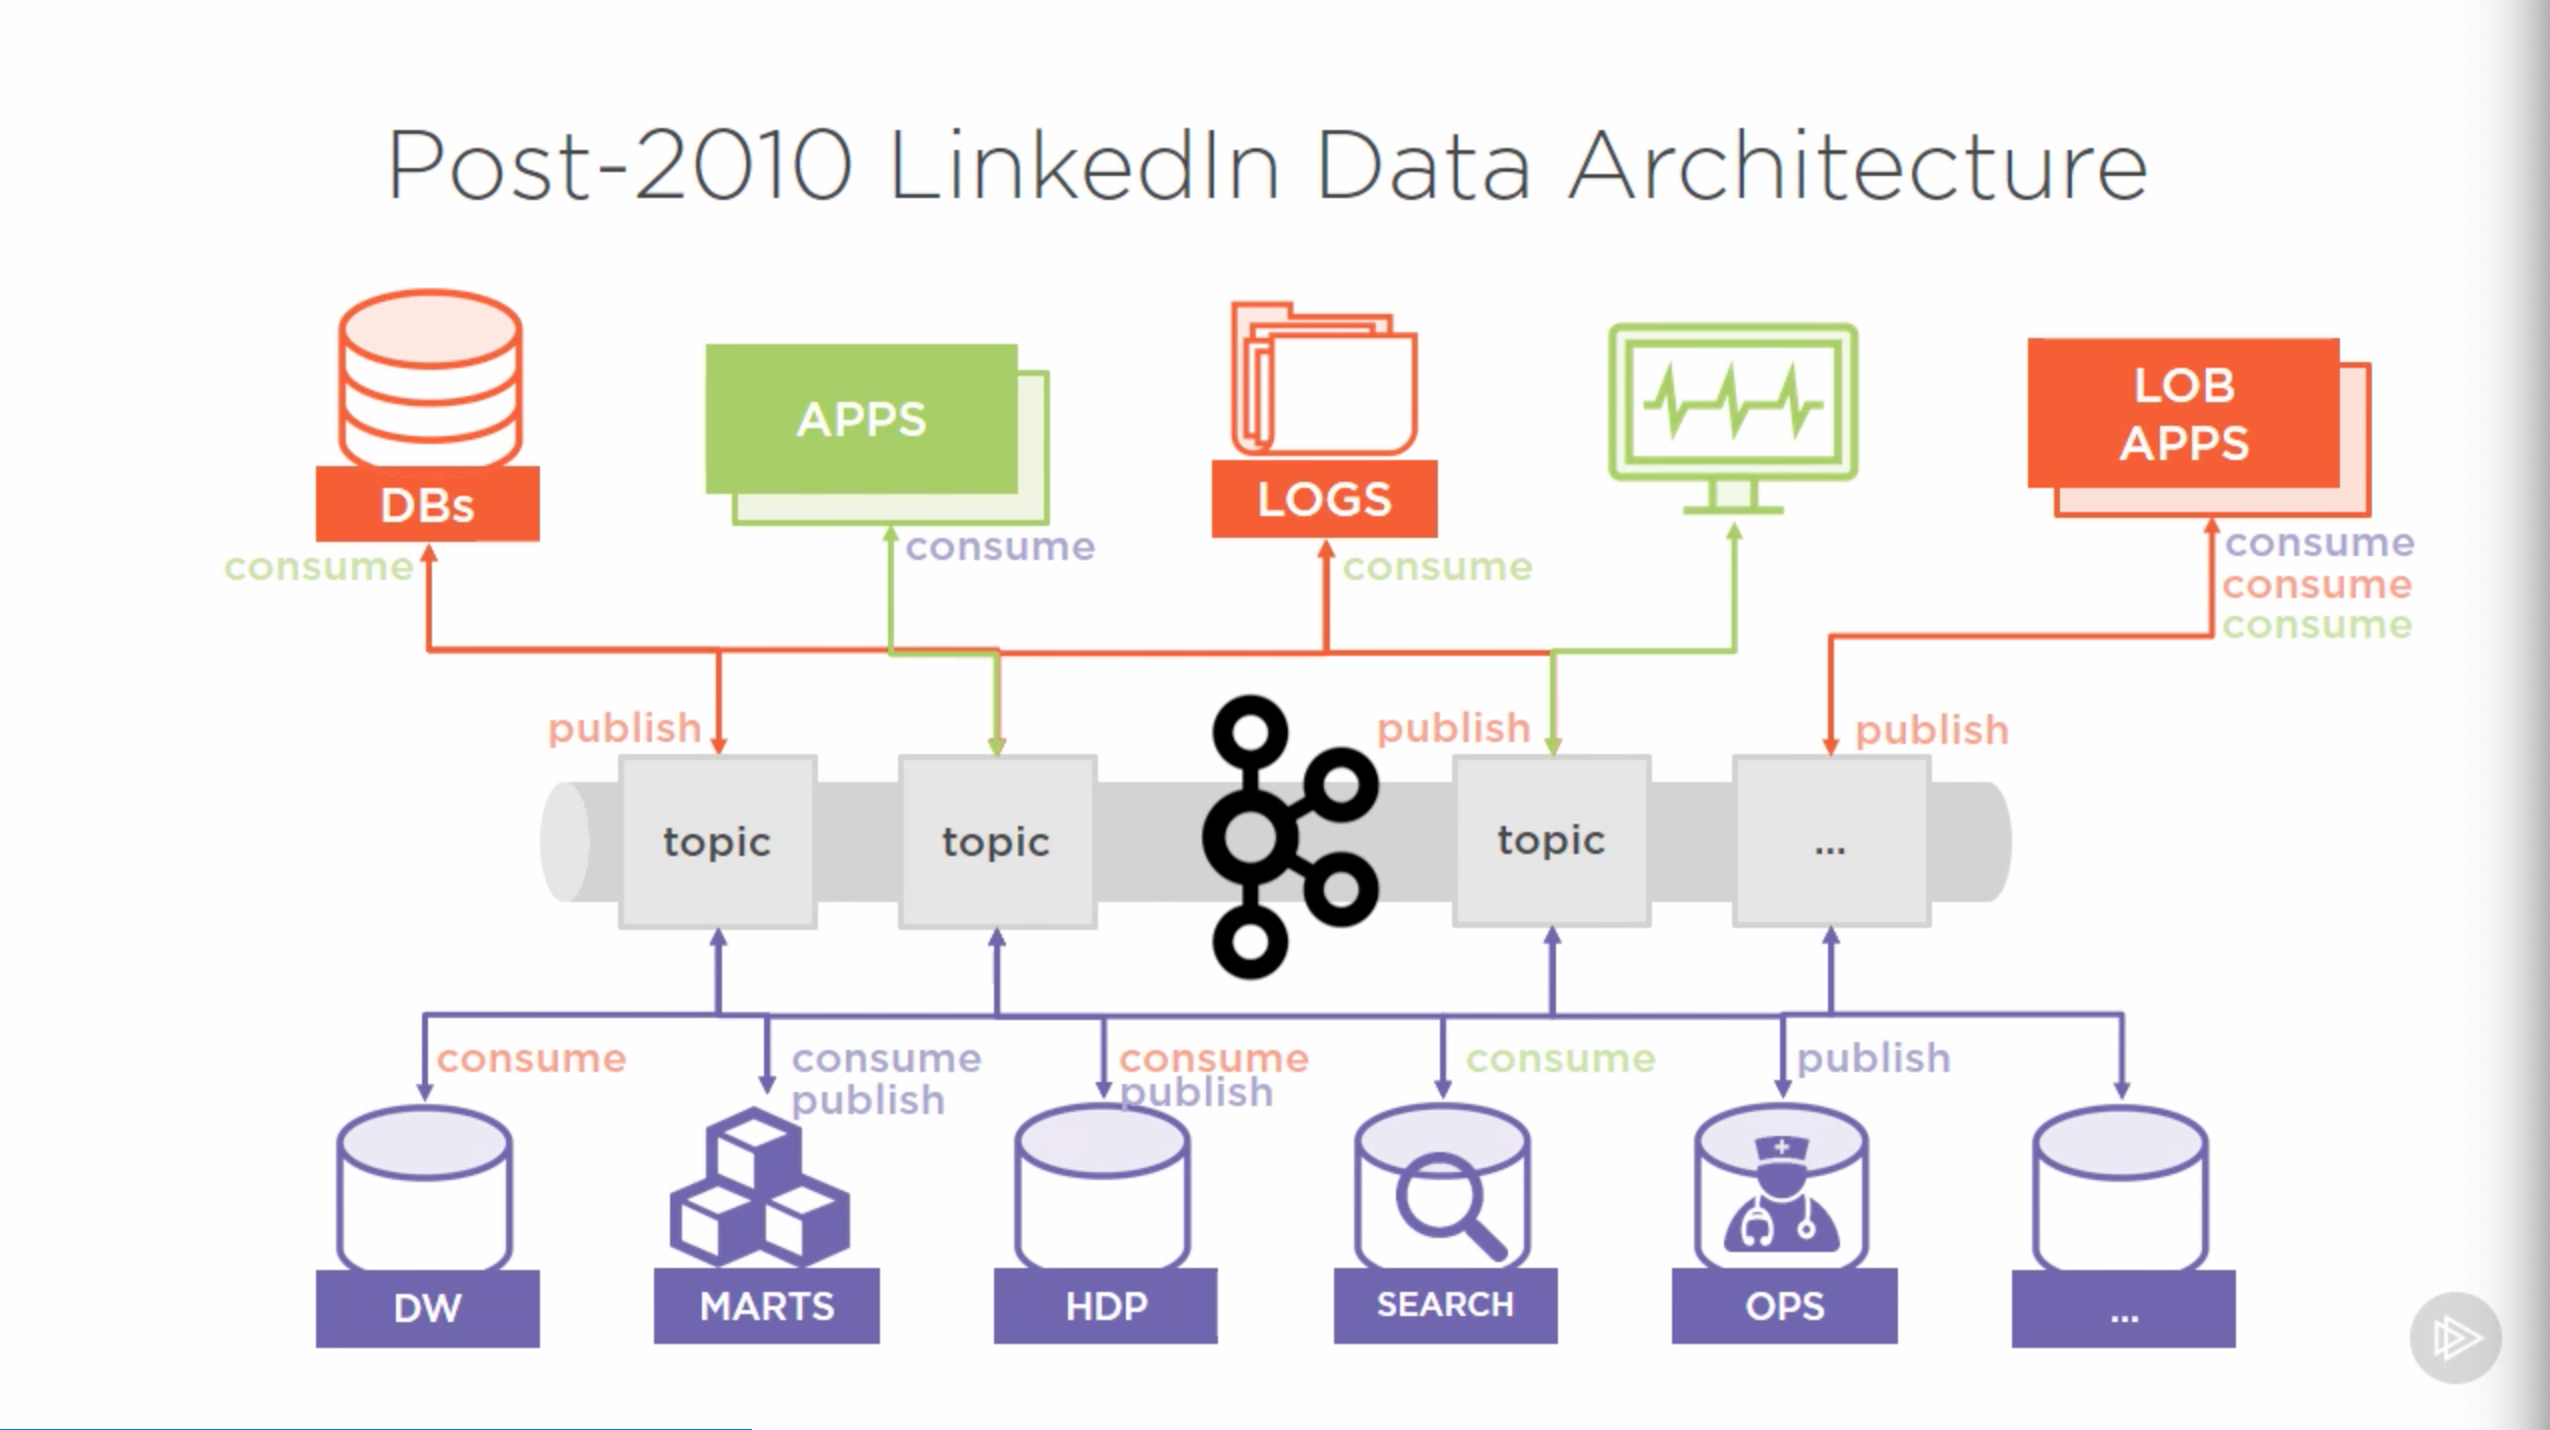 Post-2010 LinkedIn Data Architecture
DBs
APPS
LOGS
LOB
APPS
consume
consume
consume
consume
consume
consume
publish
publish
publish
topic
topic
topic
...
consume
consume
publish
consume
publish
consume
publish
DW
MARTS
HDP
SEARCH
OPS
...